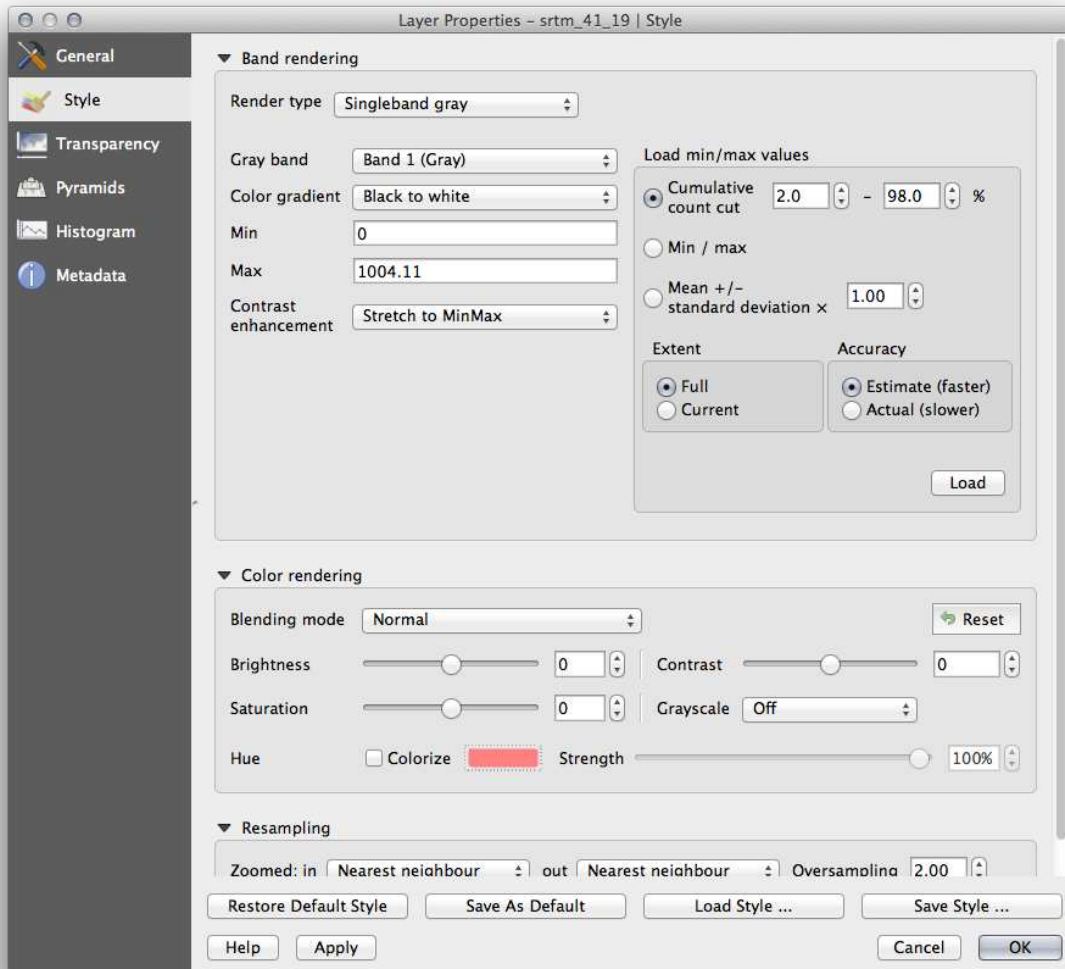 Layer Properties – srtm_41_19 | Style
General
Style
Transparency
Pyramids
Histogram
Metadata
Band rendering
Render type Singleband gray
Gray band Band 1 (Gray)
Color gradient Black to white
Min 0
Max 1004.11
Contrast
enhancement Stretch to MinMax
Load min/max values
Cumulative
count cut 2.0 – 98.0 %
Min / max
Mean +/–
standard deviation × 1.00
Extent
Full
Current
Accuracy
Estimate (faster)
Actual (slower)
Load
Color rendering
Blending mode Normal Reset
Brightness 0 Contrast 0
Saturation 0 Grayscale Off
Hue Colorize Strength 100%
Resampling
Zoomed: in Nearest neighbour out Nearest neighbour Oversampling 2.00
Restore Default Style Save As Default Load Style ... Save Style ...
Help Apply Cancel OK